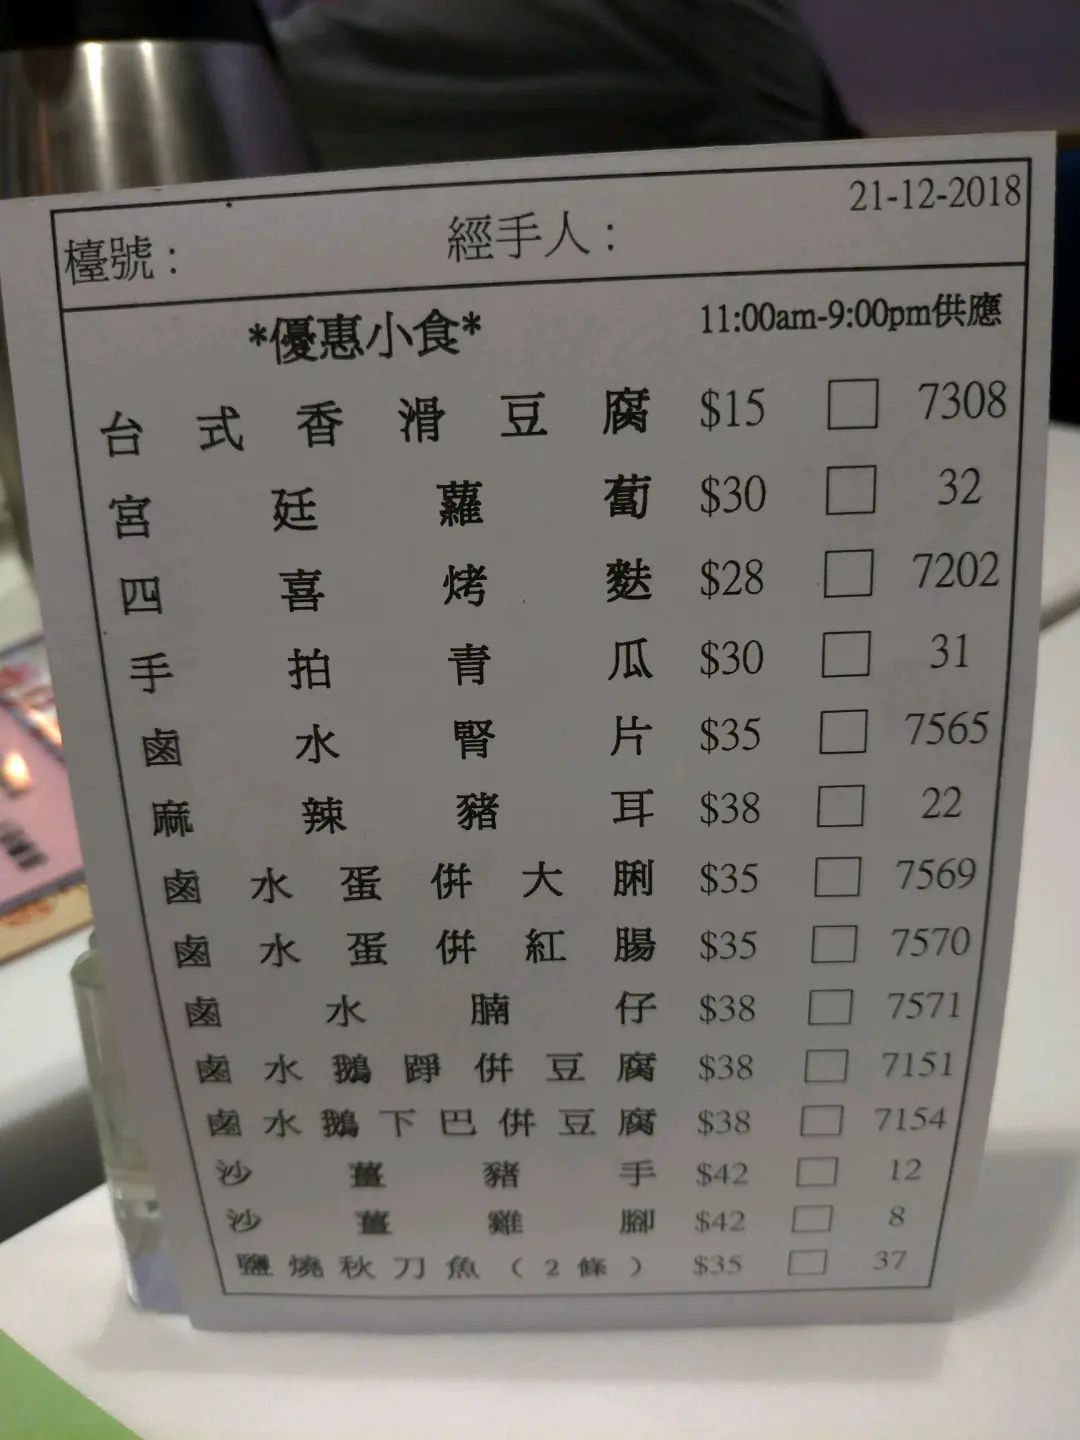 21-12-2018
檯號： 經手人：
*優惠小食* 11:00am-9:00pm供應
台式香滑豆腐 $15 □ 7308
宮廷蘿蔔 $30 □ 32
四喜烤麩 $28 □ 7202
手拍青瓜 $30 □ 31
鹵水腎片 $35 □ 7565
麻辣豬耳 $38 □ 22
鹵水蛋併大脷 $35 □ 7569
鹵水蛋併紅腸 $35 □ 7570
鹵水腩仔 $38 □ 7571
鹵水鵝踭併豆腐 $38 □ 7151
鹵水鵝下巴併豆腐 $38 □ 7154
沙薑豬手 $42 □ 12
沙薑雞腳 $42 □ 8
鹽燒秋刀魚（2條） $35 □ 37